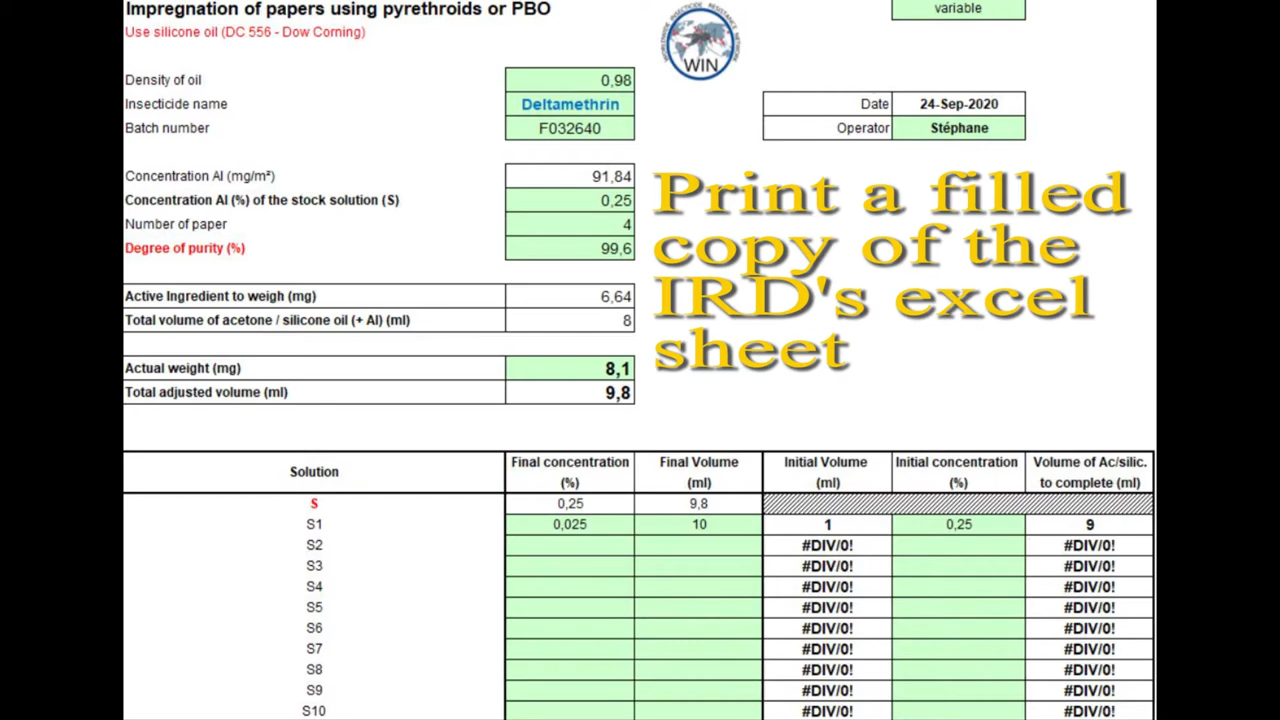 Impregnation of papers using pyrethroids or PBO
variable
Use silicone oil (DC 556 - Dow Corning)
WORLDWIDE INSECTICIDE RESISTANCE NETWORK
WIN
Density of oil 0,98
Insecticide name Deltamethrin
Date 24-Sep-2020
Batch number F032640
Operator Stéphane
Concentration AI (mg/m²) 91,84
Concentration AI (%) of the stock solution (S) 0,25
Number of paper 4
Degree of purity (%) 99,6
Print a filled
copy of the
IRD's excel
sheet
Active Ingredient to weigh (mg) 6,64
Total volume of acetone / silicone oil (+ AI) (ml) 8
Actual weight (mg) 8,1
Total adjusted volume (ml) 9,8
Solution Final concentration (%) Final Volume (ml) Initial Volume (ml) Initial concentration (%) Volume of Ac/silic. to complete (ml)
S 0,25 9,8
S1 0,025 10 1 0,25 9
S2 #DIV/0! #DIV/0!
S3 #DIV/0! #DIV/0!
S4 #DIV/0! #DIV/0!
S5 #DIV/0! #DIV/0!
S6 #DIV/0! #DIV/0!
S7 #DIV/0! #DIV/0!
S8 #DIV/0! #DIV/0!
S9 #DIV/0! #DIV/0!
S10 #DIV/0! #DIV/0!